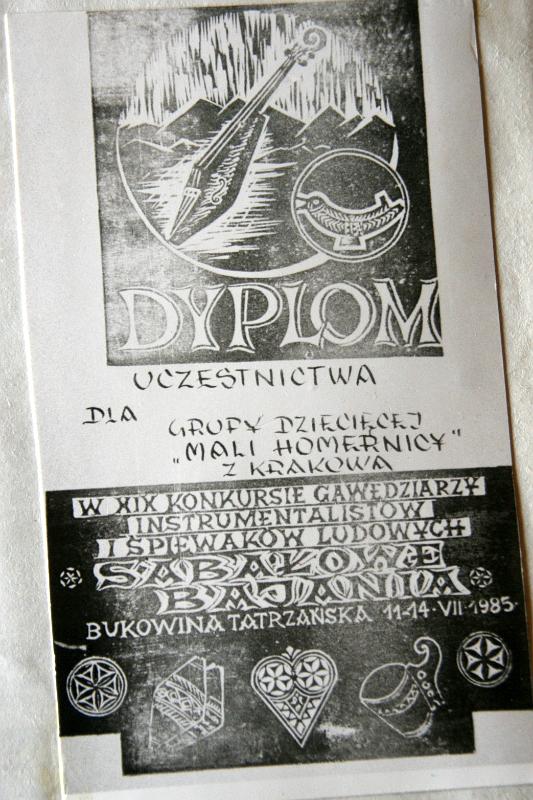 DYPLOM
UCZESTNICTWA
DLA
GRUPY DZIECIĘCEJ
"MALI HOMERNICY"
Z KRAKOWA
W XIX KONKURSIE GAWĘDZIARZY
INSTRUMENTALISTÓW
I ŚPIEWAKÓW LUDOWYCH
SABAŁOWE
BAJANIA
BUKOWINA TATRZAŃSKA 11-14·VII·1985·